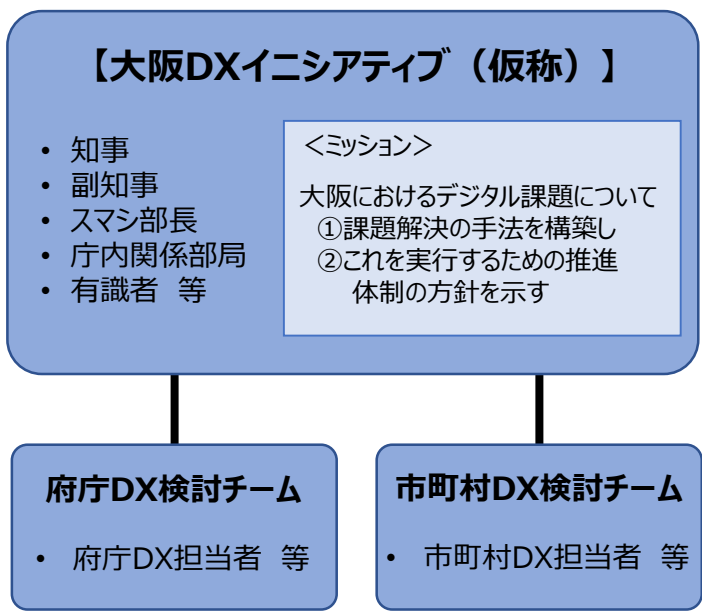 【大阪DXイニシアティブ（仮称）】
• 知事
• 副知事
• スマシ部長
• 庁内関係部局
• 有識者　等
＜ミッション＞
大阪におけるデジタル課題について
①課題解決の手法を構築し
②これを実行するための推進
体制の方針を示す
府庁DX検討チーム
• 府庁DX担当者　等
市町村DX検討チーム
• 市町村DX担当者　等